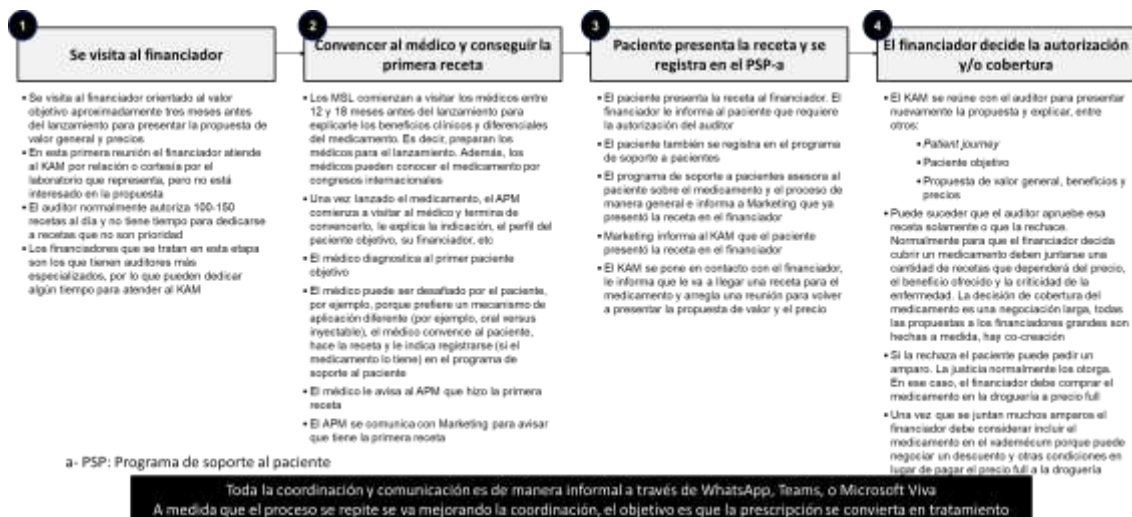 1
Se visita al financiador
• Se visita al financiador orientado al valor
objetivo aproximadamente tres meses antes
del lanzamiento para presentar la propuesta de
valor general y precios
• En esta primera reunión el financiador atiende
al KAM por relación o cortesía por el
laboratorio que representa, pero no está
interesado en la propuesta
• El auditor normalmente autoriza 100-150
recetas al día y no tiene tiempo para dedicarse
a recetas que no son prioridad
• Los financiadores que se tratan en esta etapa
son los que tienen auditores más
especializados, por lo que pueden dedicar
algún tiempo para atender al KAM
2
Convencer al médico y conseguir la
primera receta
• Los MSL comienzan a visitar los médicos entre
12 y 18 meses antes del lanzamiento para
explicarle los beneficios clínicos y diferenciales
del medicamento. Es decir, preparan los
médicos para el lanzamiento. Además, los
médicos pueden conocer el medicamento por
congresos internacionales
• Una vez lanzado el medicamento, el APM
comienza a visitar al médico y termina de
convencerlo, le explica la indicación, el perfil del
paciente objetivo, su financiador, etc
• El médico diagnostica al primer paciente
objetivo
• El médico puede ser desafiado por el paciente,
por ejemplo, porque prefiere un mecanismo de
aplicación diferente (por ejemplo, oral versus
inyectable), el médico convence al paciente,
hace la receta y le indica registrarse (si el
medicamento lo tiene) en el programa de
soporte al paciente
• El médico le avisa al APM que hizo la primera
receta
• El APM se comunica con Marketing para avisar
que tiene la primera receta
3
Paciente presenta la receta y se
registra en el PSP-a
• El paciente presenta la receta al financiador. El
financiador le informa al paciente que requiere
la autorización del auditor
• El paciente también se registra en el programa
de soporte a pacientes
• El programa de soporte a pacientes asesora al
paciente sobre el medicamento y el proceso de
manera general e informa a Marketing que ya
presentó la receta en el financiador
• Marketing informa al KAM que el paciente
presentó la receta en el financiador
• El KAM se pone en contacto con el financiador,
le informa que le va a llegar una receta para el
medicamento y arregla una reunión para volver
a presentar la propuesta de valor y el precio
4
El financiador decide la autorización
y/o cobertura
• El KAM se reúne con el auditor para presentar
nuevamente la propuesta y explicar, entre
otros:
• Patient journey
• Paciente objetivo
• Propuesta de valor general, beneficios y
precios
• Puede suceder que el auditor apruebe esa
receta solamente o que la rechace.
Normalmente para que el financiador decida
cubrir un medicamento deben juntarse una
cantidad de recetas que dependerá del precio,
el beneficio ofrecido y la criticidad de la
enfermedad. La decisión de cobertura del
medicamento es una negociación larga, todas
las propuestas a los financiadores grandes son
hechas a medida, hay co-creación
• Si la rechaza el paciente puede pedir un
amparo. La justicia normalmente los otorga.
En ese caso, el financiador debe comprar el
medicamento en la droguería a precio full
• Una vez que se juntan muchos amparos el
financiador debe considerar incluir el
medicamento en el vademécum porque puede
negociar un descuento y otras condiciones en
lugar de pagar el precio full a la droguería
a- PSP: Programa de soporte al paciente
Toda la coordinación y comunicación es de manera informal a través de WhatsApp, Teams, o Microsoft Viva
A medida que el proceso se repite se va mejorando la coordinación, el objetivo es que la prescripción se convierta en tratamiento